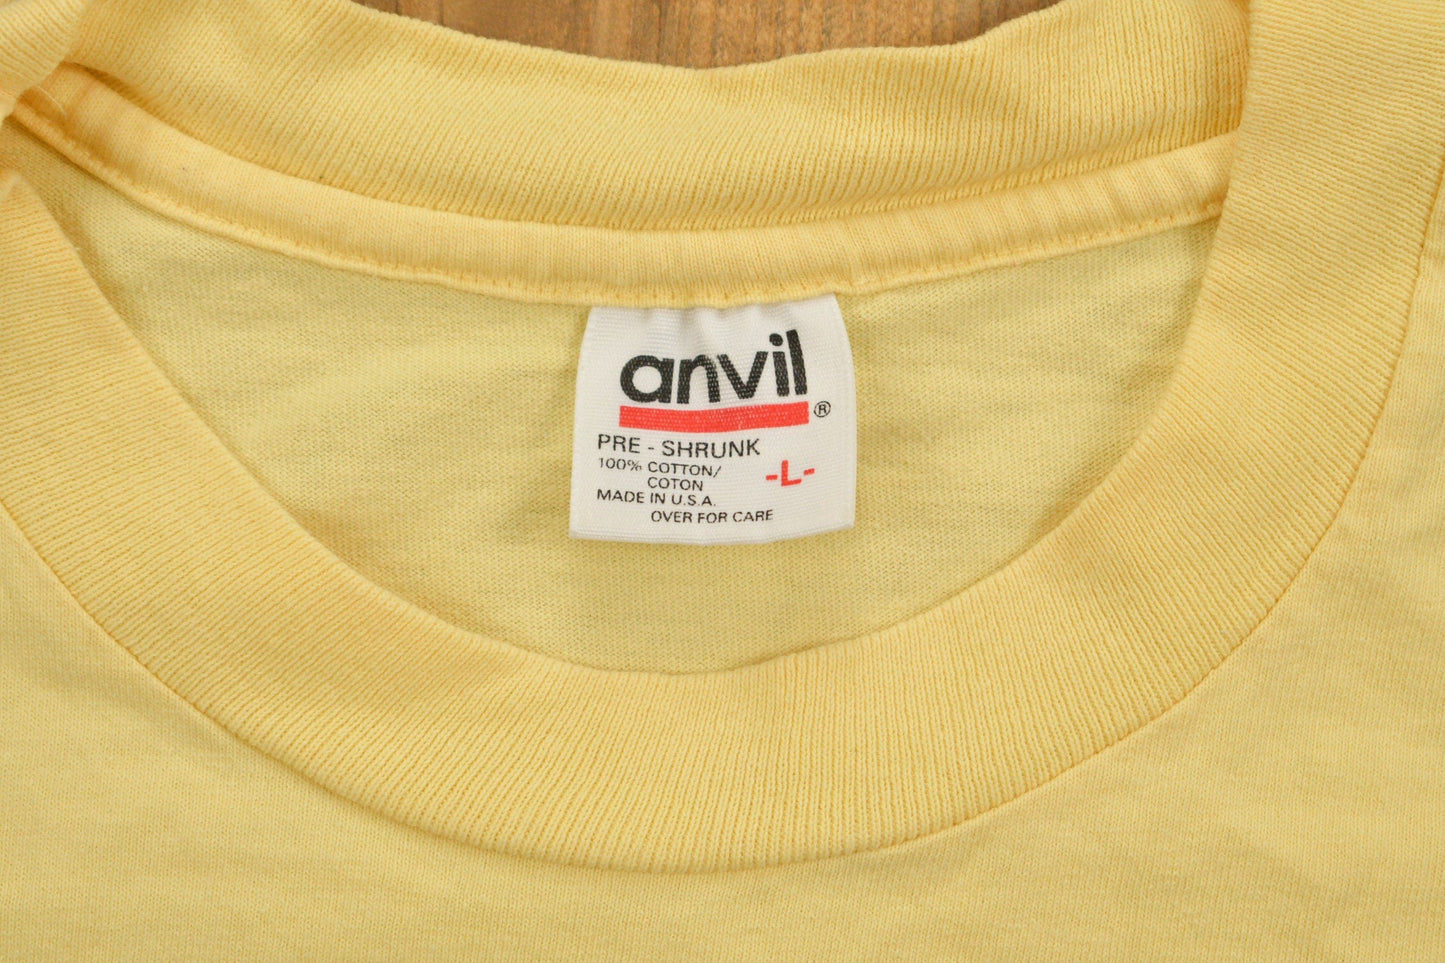 anvil
®
PRE - SHRUNK
100% COTTON/
COTON
-L-
MADE IN U.S.A.
OVER FOR CARE